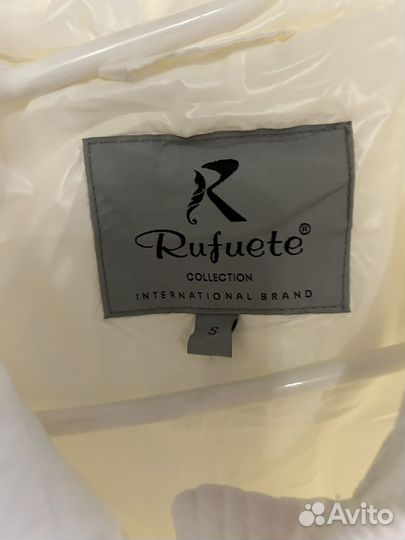 R
Rufuete®
COLLECTION
INTERNATIONAL BRAND
S
Avito